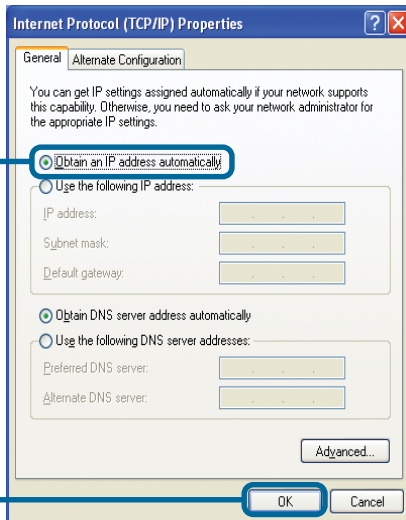 Internet Protocol (TCP/IP) Properties
General
Alternate Configuration
You can get IP settings assigned automatically if your network supports
this capability. Otherwise, you need to ask your network administrator for
the appropriate IP settings.
Obtain an IP address automatically
Use the following IP address:
IP address:
Subnet mask:
Default gateway:
Obtain DNS server address automatically
Use the following DNS server addresses:
Preferred DNS server:
Alternate DNS server:
Advanced...
OK
Cancel